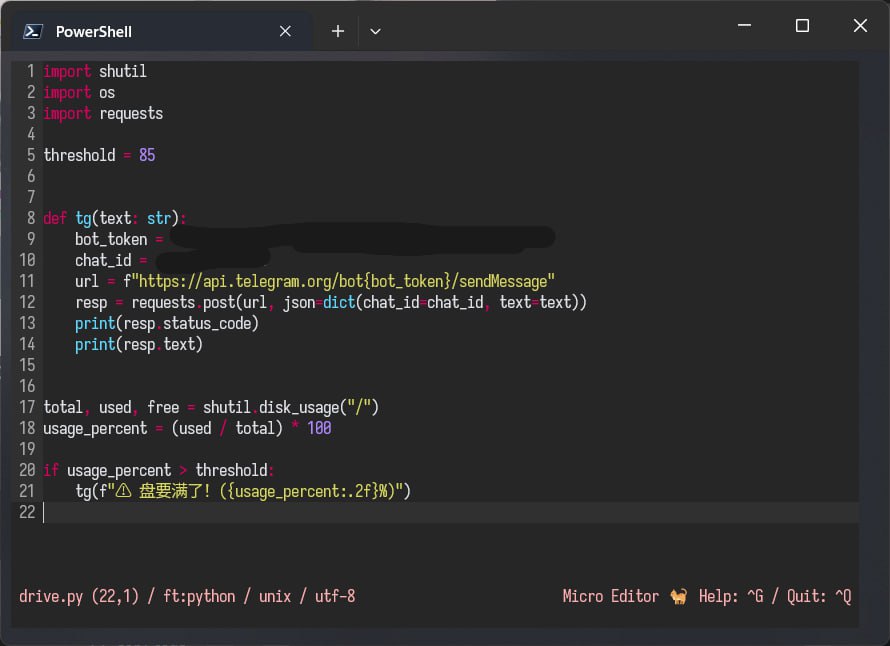 PowerShell
1 import shutil
2 import os
3 import requests
4
5 threshold = 85
6
7
8 def tg(text: str):
9     bot_token =
10     chat_id =
11     url = f"https://api.telegram.org/bot{bot_token}/sendMessage"
12     resp = requests.post(url, json=dict(chat_id=chat_id, text=text))
13     print(resp.status_code)
14     print(resp.text)
15
16
17 total, used, free = shutil.disk_usage("/")
18 usage_percent = (used / total) * 100
19
20 if usage_percent > threshold:
21     tg(f"⚠ 盘要满了! ({usage_percent:.2f}%)")
22
drive.py (22,1) / ft:python / unix / utf-8 Micro Editor 🐈 Help: ^G / Quit: ^Q